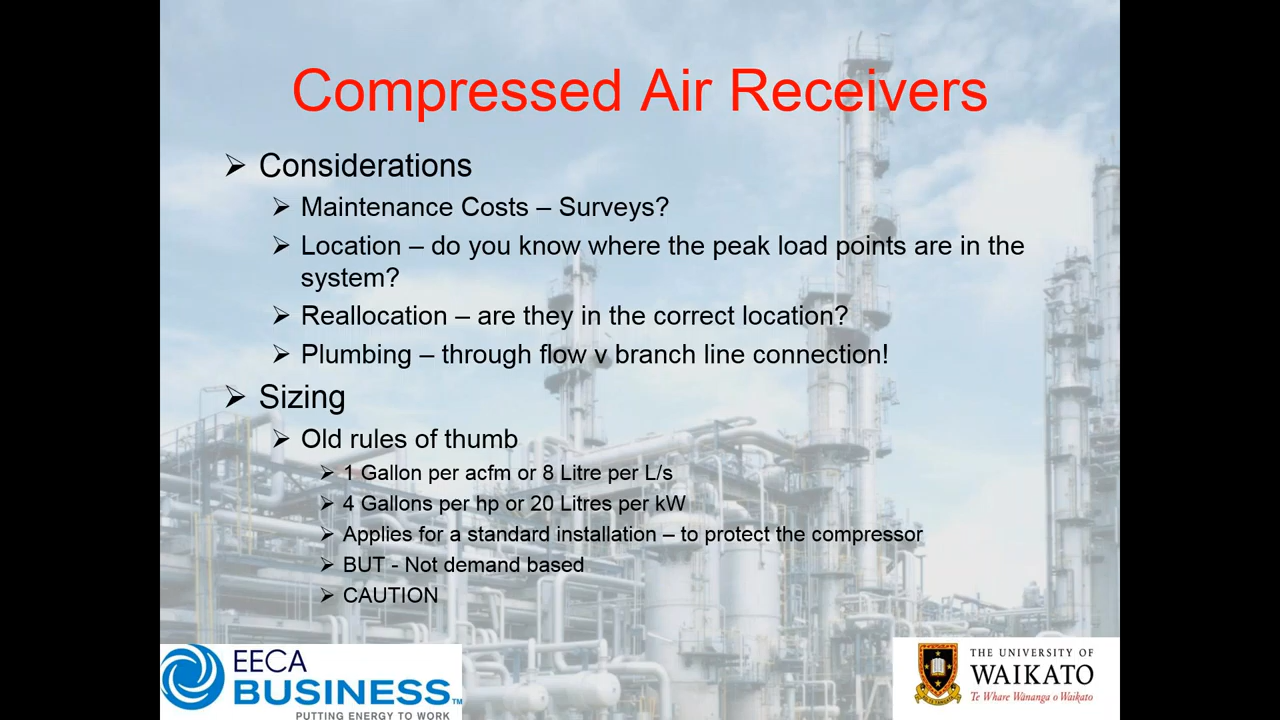 Compressed Air Receivers
➢ Considerations
➢ Maintenance Costs – Surveys?
➢ Location – do you know where the peak load points are in the
system?
➢ Reallocation – are they in the correct location?
➢ Plumbing – through flow v branch line connection!
➢ Sizing
➢ Old rules of thumb
➢ 1 Gallon per acfm or 8 Litre per L/s
➢ 4 Gallons per hp or 20 Litres per kW
➢ Applies for a standard installation – to protect the compressor
➢ BUT - Not demand based
➢ CAUTION
EECA
BUSINESS™
PUTTING ENERGY TO WORK
THE UNIVERSITY OF
WAIKATO
Te Whare Wānanga o Waikato